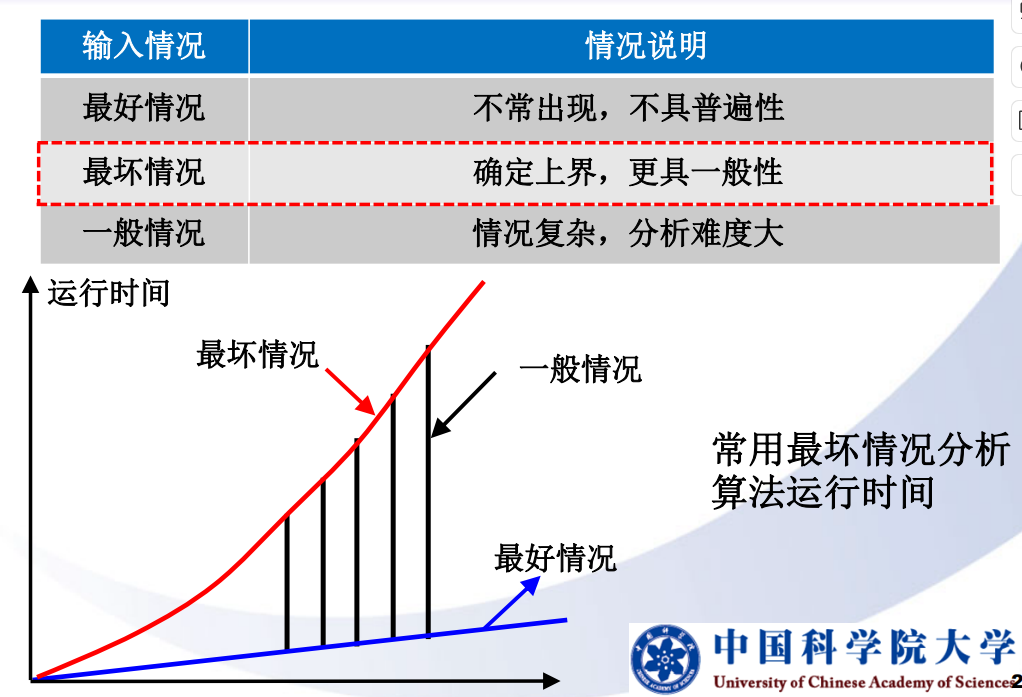 输入情况 情况说明
最好情况 不常出现，不具普遍性
最坏情况 确定上界，更具一般性
一般情况 情况复杂，分析难度大
运行时间
最坏情况
一般情况
常用最坏情况分析
算法运行时间
最好情况
中国科学院大学
University of Chinese Academy of Sciences
2